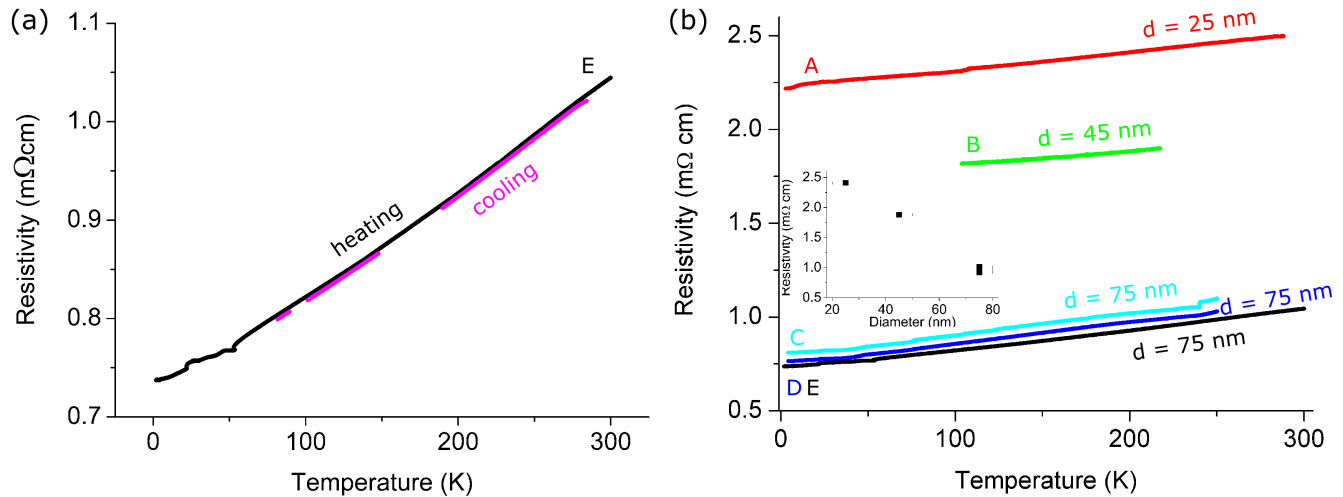 (a)
1.1
1.0
0.9
0.8
0.7
Resistivity (mΩcm)
E
heating
cooling
0
100
200
300
Temperature (K)
(b)
2.5
2.0
1.5
1.0
0.5
Resistivity (mΩ cm)
A
d = 25 nm
B
d = 45 nm
2.5
2.0
1.5
1.0
0.5
Resistivity (mΩ cm)
20
40
60
80
Diameter (nm)
C
d = 75 nm
d = 75 nm
d = 75 nm
D E
0
100
200
300
Temperature (K)